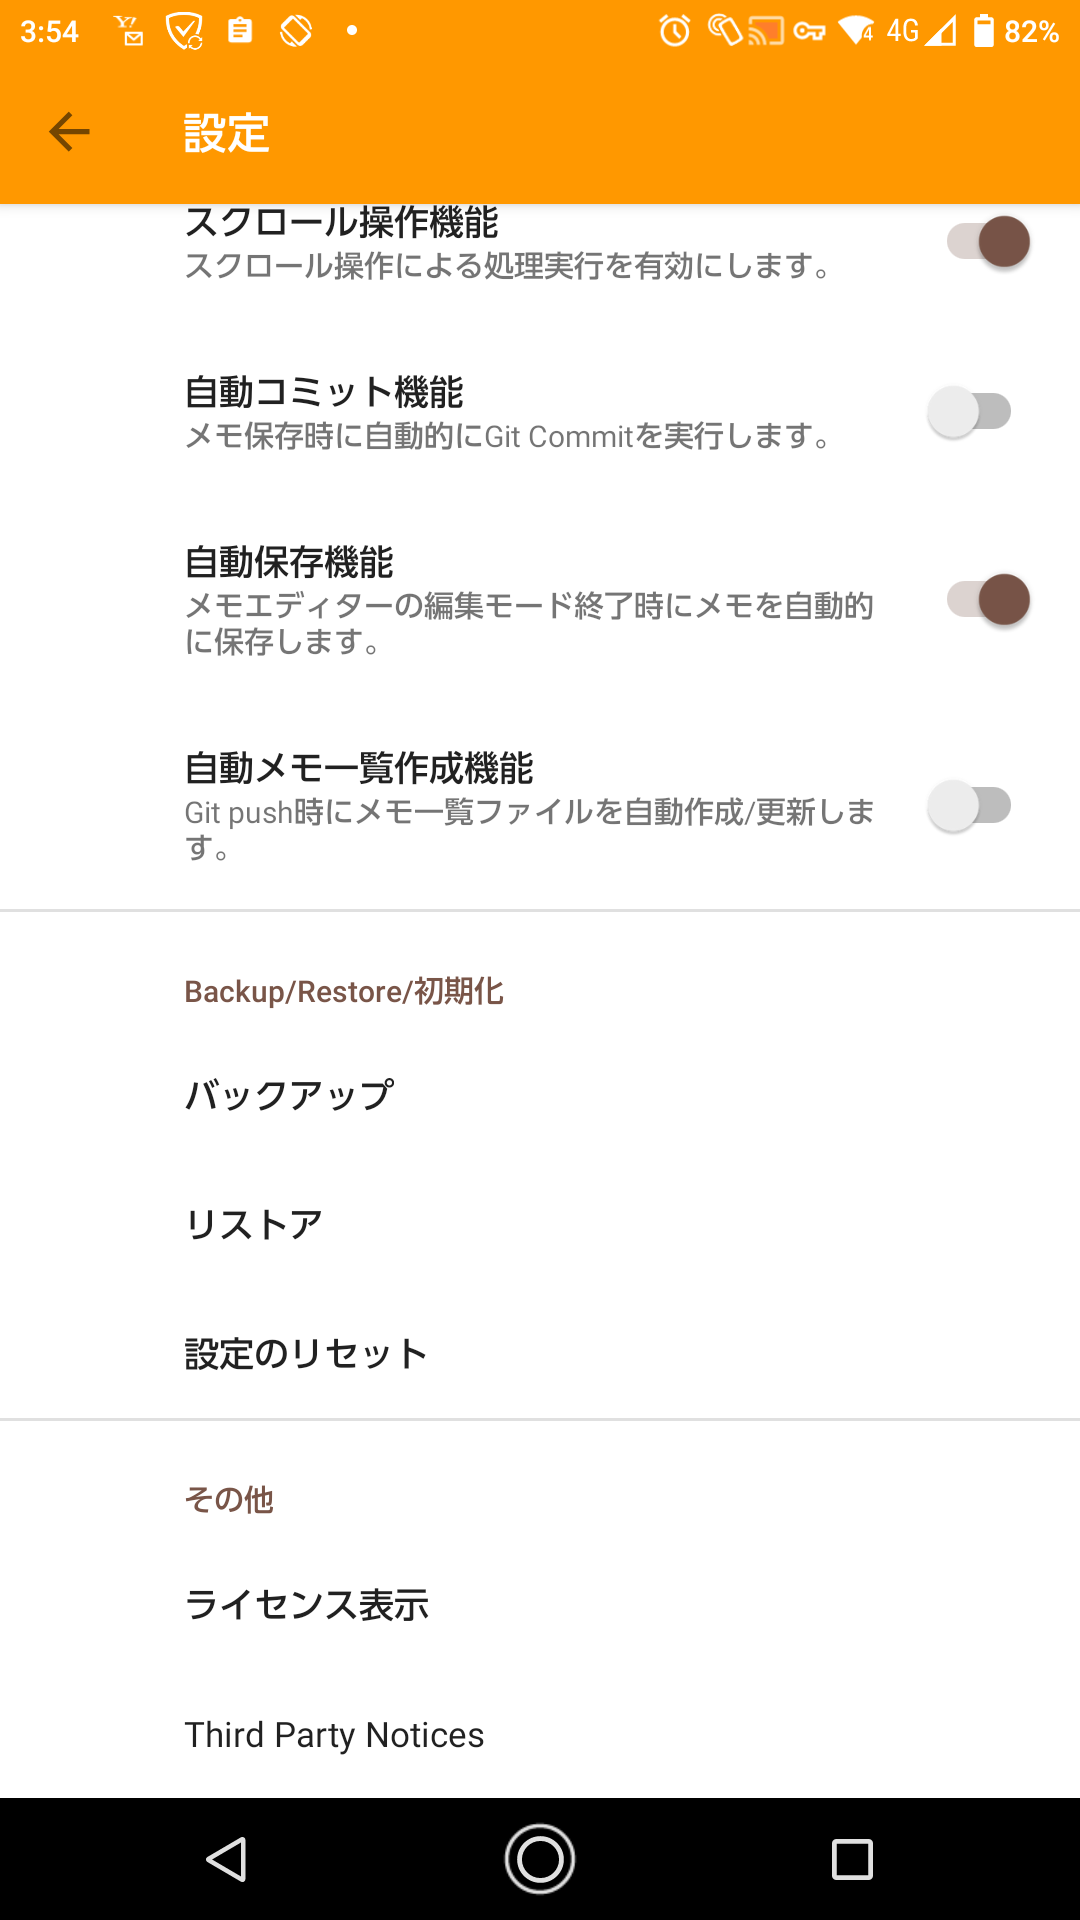 3:54
4G
82%
設定
スクロール操作機能
スクロール操作による処理実行を有効にします。
自動コミット機能
メモ保存時に自動的にGit Commitを実行します。
自動保存機能
メモエディターの編集モード終了時にメモを自動的
に保存します。
自動メモ一覧作成機能
Git push時にメモ一覧ファイルを自動作成/更新しま
す。
Backup/Restore/初期化
バックアップ
リストア
設定のリセット
その他
ライセンス表示
Third Party Notices